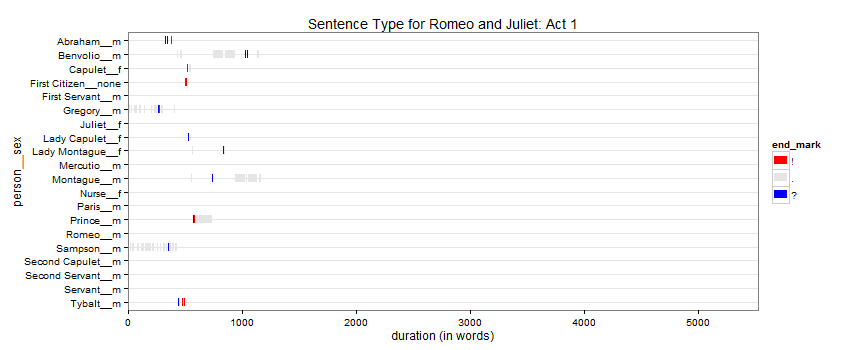 Sentence Type for Romeo and Juliet: Act 1
person__sex
Abraham__m
Benvolio__m
Capulet__f
First Citizen__none
First Servant__m
Gregory__m
Juliet__f
Lady Capulet__f
Lady Montague__f
Mercutio__m
Montague__m
Nurse__f
Paris__m
Prince__m
Romeo__m
Sampson__m
Second Capulet__m
Second Servant__m
Servant__m
Tybalt__m
0 1000 2000 3000 4000 5000
duration (in words)
end_mark
!
.
?